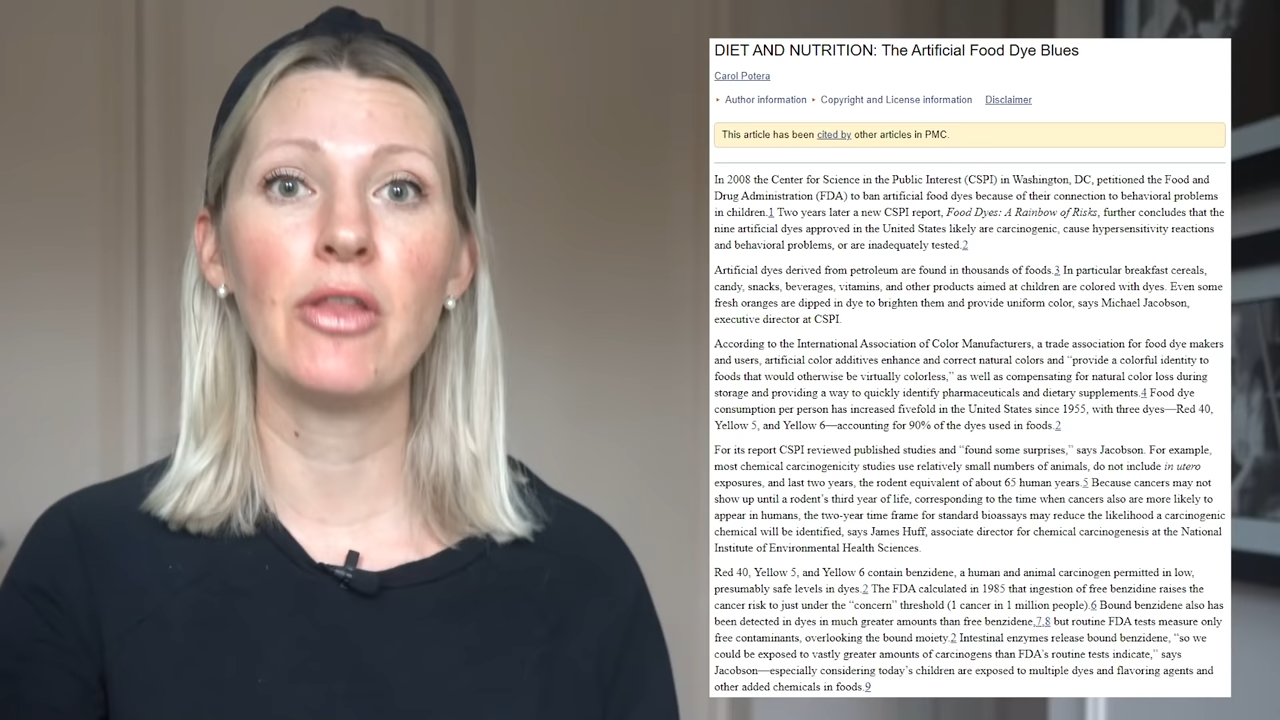 DIET AND NUTRITION: The Artificial Food Dye Blues
Carol Potera
Author information Copyright and License information Disclaimer
This article has been cited by other articles in PMC.
In 2008 the Center for Science in the Public Interest (CSPI) in Washington, DC, petitioned the Food and
Drug Administration (FDA) to ban artificial food dyes because of their connection to behavioral problems
in children.1 Two years later a new CSPI report, Food Dyes: A Rainbow of Risks, further concludes that the
nine artificial dyes approved in the United States likely are carcinogenic, cause hypersensitivity reactions
and behavioral problems, or are inadequately tested.2
Artificial dyes derived from petroleum are found in thousands of foods.3 In particular breakfast cereals,
candy, snacks, beverages, vitamins, and other products aimed at children are colored with dyes. Even some
fresh oranges are dipped in dye to brighten them and provide uniform color, says Michael Jacobson,
executive director at CSPI.
According to the International Association of Color Manufacturers, a trade association for food dye makers
and users, artificial color additives enhance and correct natural colors and “provide a colorful identity to
foods that would otherwise be virtually colorless,” as well as compensating for natural color loss during
storage and providing a way to quickly identify pharmaceuticals and dietary supplements.4 Food dye
consumption per person has increased fivefold in the United States since 1955, with three dyes—Red 40,
Yellow 5, and Yellow 6—accounting for 90% of the dyes used in foods.2
For its report CSPI reviewed published studies and “found some surprises,” says Jacobson. For example,
most chemical carcinogenicity studies use relatively small numbers of animals, do not include in utero
exposures, and last two years, the rodent equivalent of about 65 human years.5 Because cancers may not
show up until a rodent’s third year of life, corresponding to the time when cancers also are more likely to
appear in humans, the two-year time frame for standard bioassays may reduce the likelihood a carcinogenic
chemical will be identified, says James Huff, associate director for chemical carcinogenesis at the National
Institute of Environmental Health Sciences.
Red 40, Yellow 5, and Yellow 6 contain benzidene, a human and animal carcinogen permitted in low,
presumably safe levels in dyes.2 The FDA calculated in 1985 that ingestion of free benzidine raises the
cancer risk to just under the “concern” threshold (1 cancer in 1 million people).6 Bound benzidene also has
been detected in dyes in much greater amounts than free benzidene,7,8 but routine FDA tests measure only
free contaminants, overlooking the bound moiety.2 Intestinal enzymes release bound benzidene, “so we
could be exposed to vastly greater amounts of carcinogens than FDA’s routine tests indicate,” says
Jacobson—especially considering today’s children are exposed to multiple dyes and flavoring agents and
other added chemicals in foods.9